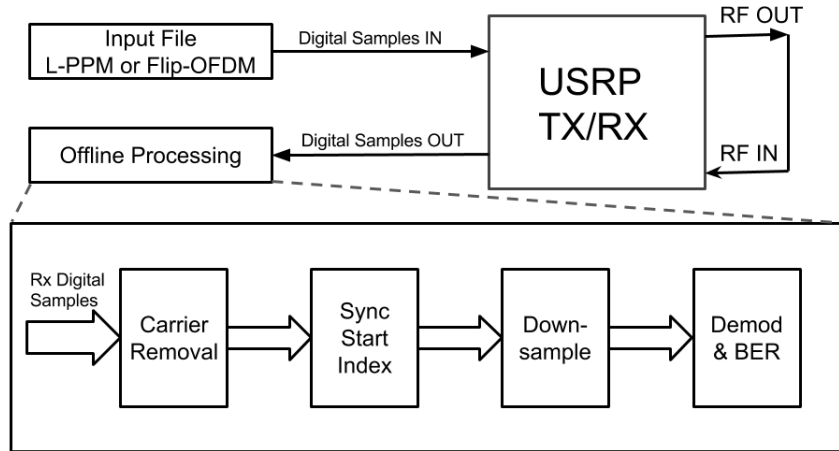 Input File
L-PPM or Flip-OFDM
Digital Samples IN
USRP
TX/RX
RF OUT
RF IN
Digital Samples OUT
Offline Processing
Rx Digital
Samples
Carrier
Removal
Sync
Start
Index
Down-
sample
Demod
& BER